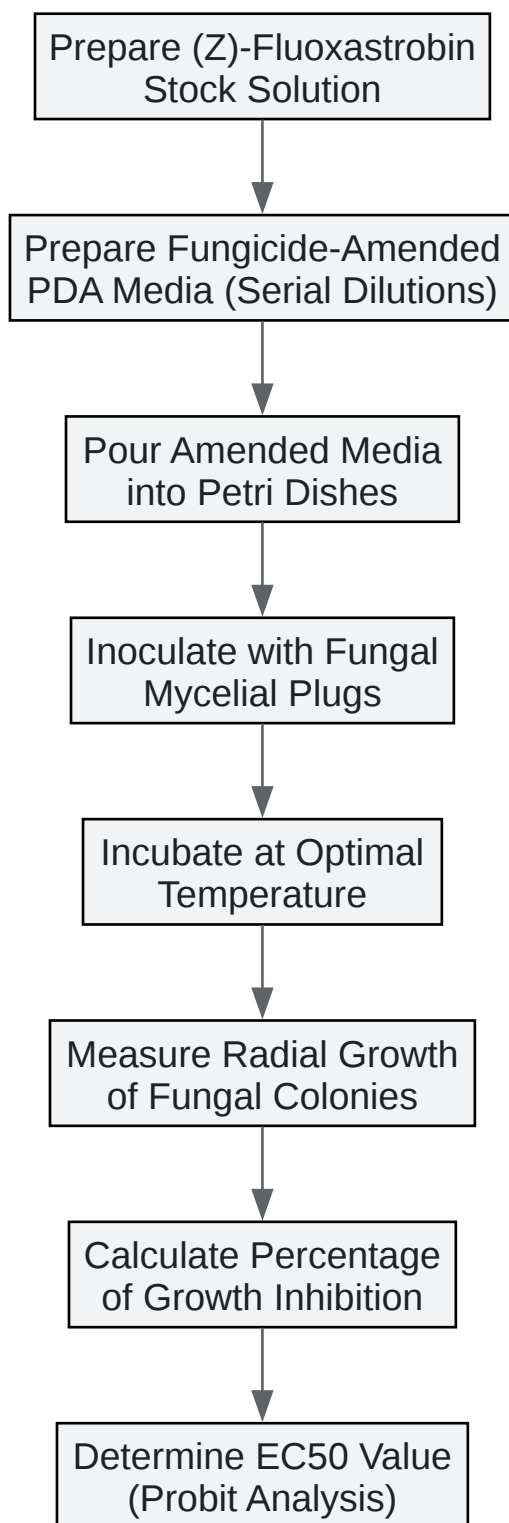 Prepare (Z)-Fluoxastrobin
Stock Solution
Prepare Fungicide-Amended
PDA Media (Serial Dilutions)
Pour Amended Media
into Petri Dishes
Inoculate with Fungal
Mycelial Plugs
Incubate at Optimal
Temperature
Measure Radial Growth
of Fungal Colonies
Calculate Percentage
of Growth Inhibition
Determine EC50 Value
(Probit Analysis)